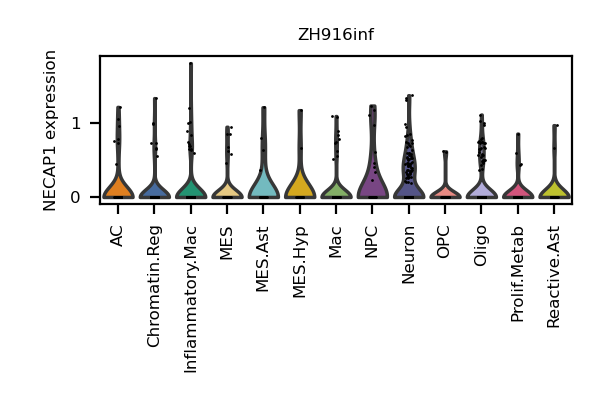 ZH916inf
NECAP1 expression
1
0
AC
Chromatin.Reg
Inflammatory.Mac
MES
MES.Ast
MES.Hyp
Mac
NPC
Neuron
OPC
Oligo
Prolif.Metab
Reactive.Ast